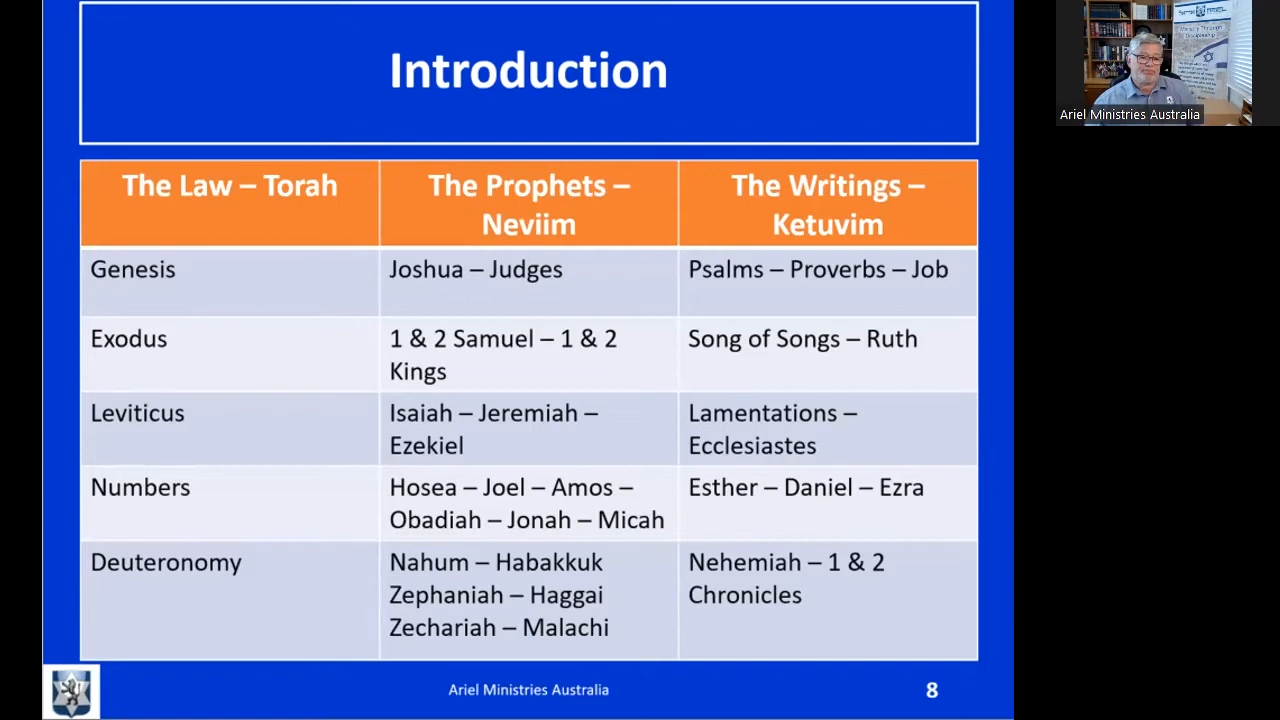 Introduction
The Law – Torah
The Prophets –
Neviim
The Writings –
Ketuvim
Genesis
Joshua – Judges
Psalms – Proverbs – Job
Exodus
1 & 2 Samuel – 1 & 2
Kings
Song of Songs – Ruth
Leviticus
Isaiah – Jeremiah –
Ezekiel
Lamentations –
Ecclesiastes
Numbers
Hosea – Joel – Amos –
Obadiah – Jonah – Micah
Esther – Daniel – Ezra
Deuteronomy
Nahum – Habakkuk
Zephaniah – Haggai
Zechariah – Malachi
Nehemiah – 1 & 2
Chronicles
Ariel Ministries Australia
8
Ministry Through
Discipleship
Ariel Ministries Australia